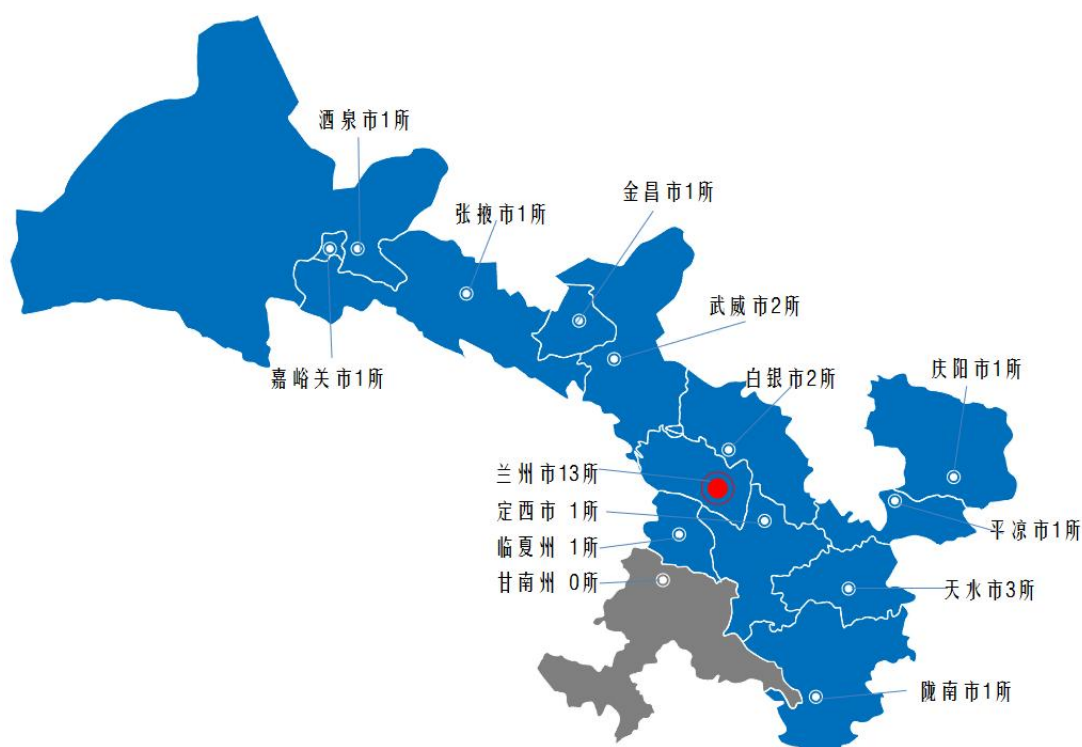 酒泉市1所
张掖市1所
金昌市1所
武威市2所
嘉峪关市1所
白银市2所
庆阳市1所
兰州市13所
定西市 1所
临夏州 1所
平凉市1所
甘南州 0所
天水市3所
陇南市1所